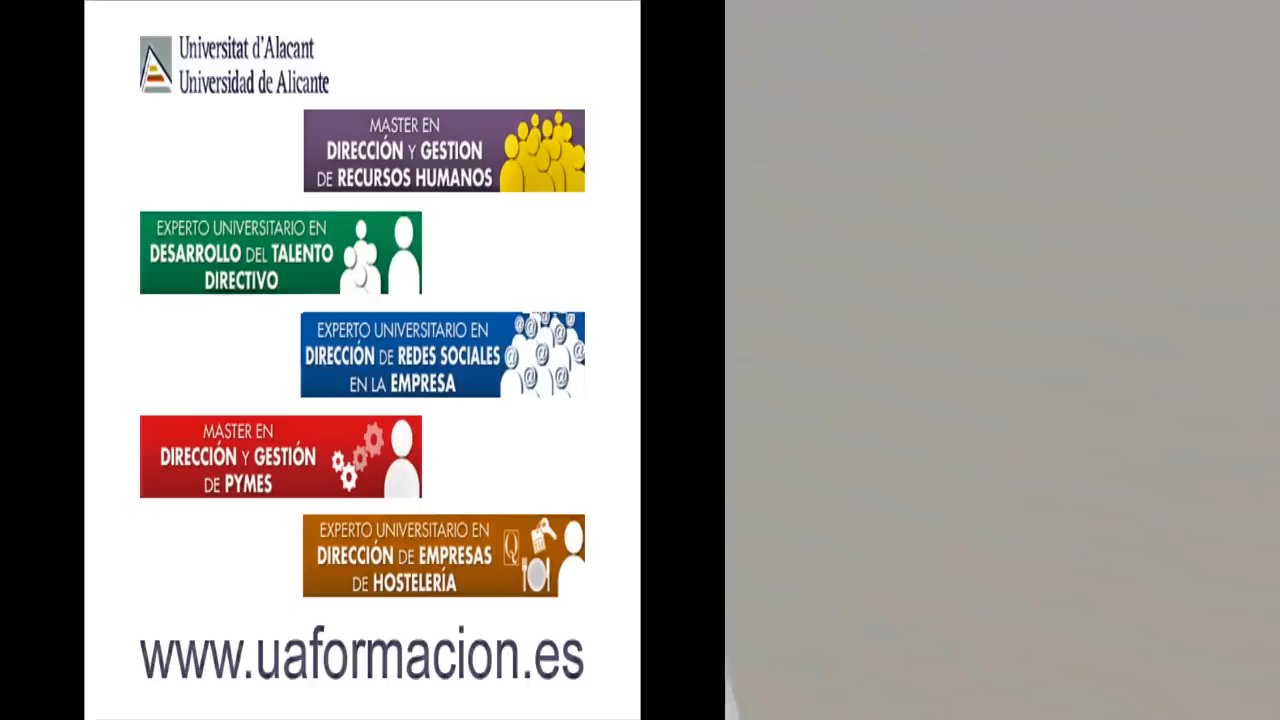 Universitat d'Alacant
Universidad de Alicante
MASTER EN
DIRECCIÓN Y GESTION
DE RECURSOS HUMANOS
EXPERTO UNIVERSITARIO EN
DESARROLLO DEL TALENTO
DIRECTIVO
EXPERTO UNIVERSITARIO EN
DIRECCIÓN DE REDES SOCIALES
EN LA EMPRESA
MASTER EN
DIRECCIÓN Y GESTIÓN
DE PYMES
EXPERTO UNIVERSITARIO EN
DIRECCIÓN DE EMPRESAS
DE HOSTELERÍA
www.uaformacion.es